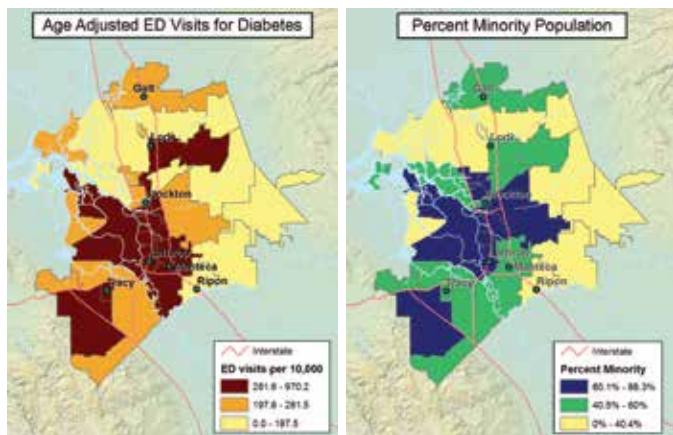 Age Adjusted ED Visits for Diabetes
Galt
Lodi
Stockton
Lathrop
Manteca
Tracy
Ripon
Interstate
ED visits per 10,000
281.6 - 970.2
197.6 - 281.5
0.0 - 197.5
Percent Minority Population
Galt
Lodi
Stockton
Lathrop
Manteca
Tracy
Ripon
Interstate
Percent Minority
60.1% - 88.3%
40.5% - 60%
0% - 40.4%